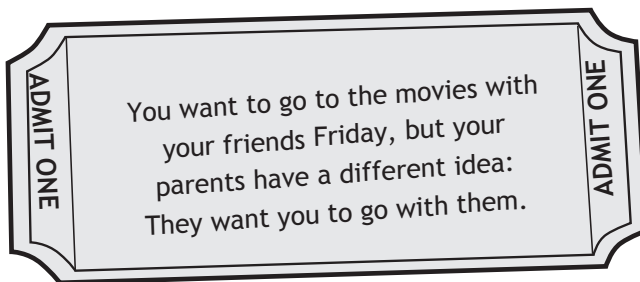 ADMIT ONE
You want to go to the movies with
your friends Friday, but your
parents have a different idea:
They want you to go with them.
ADMIT ONE